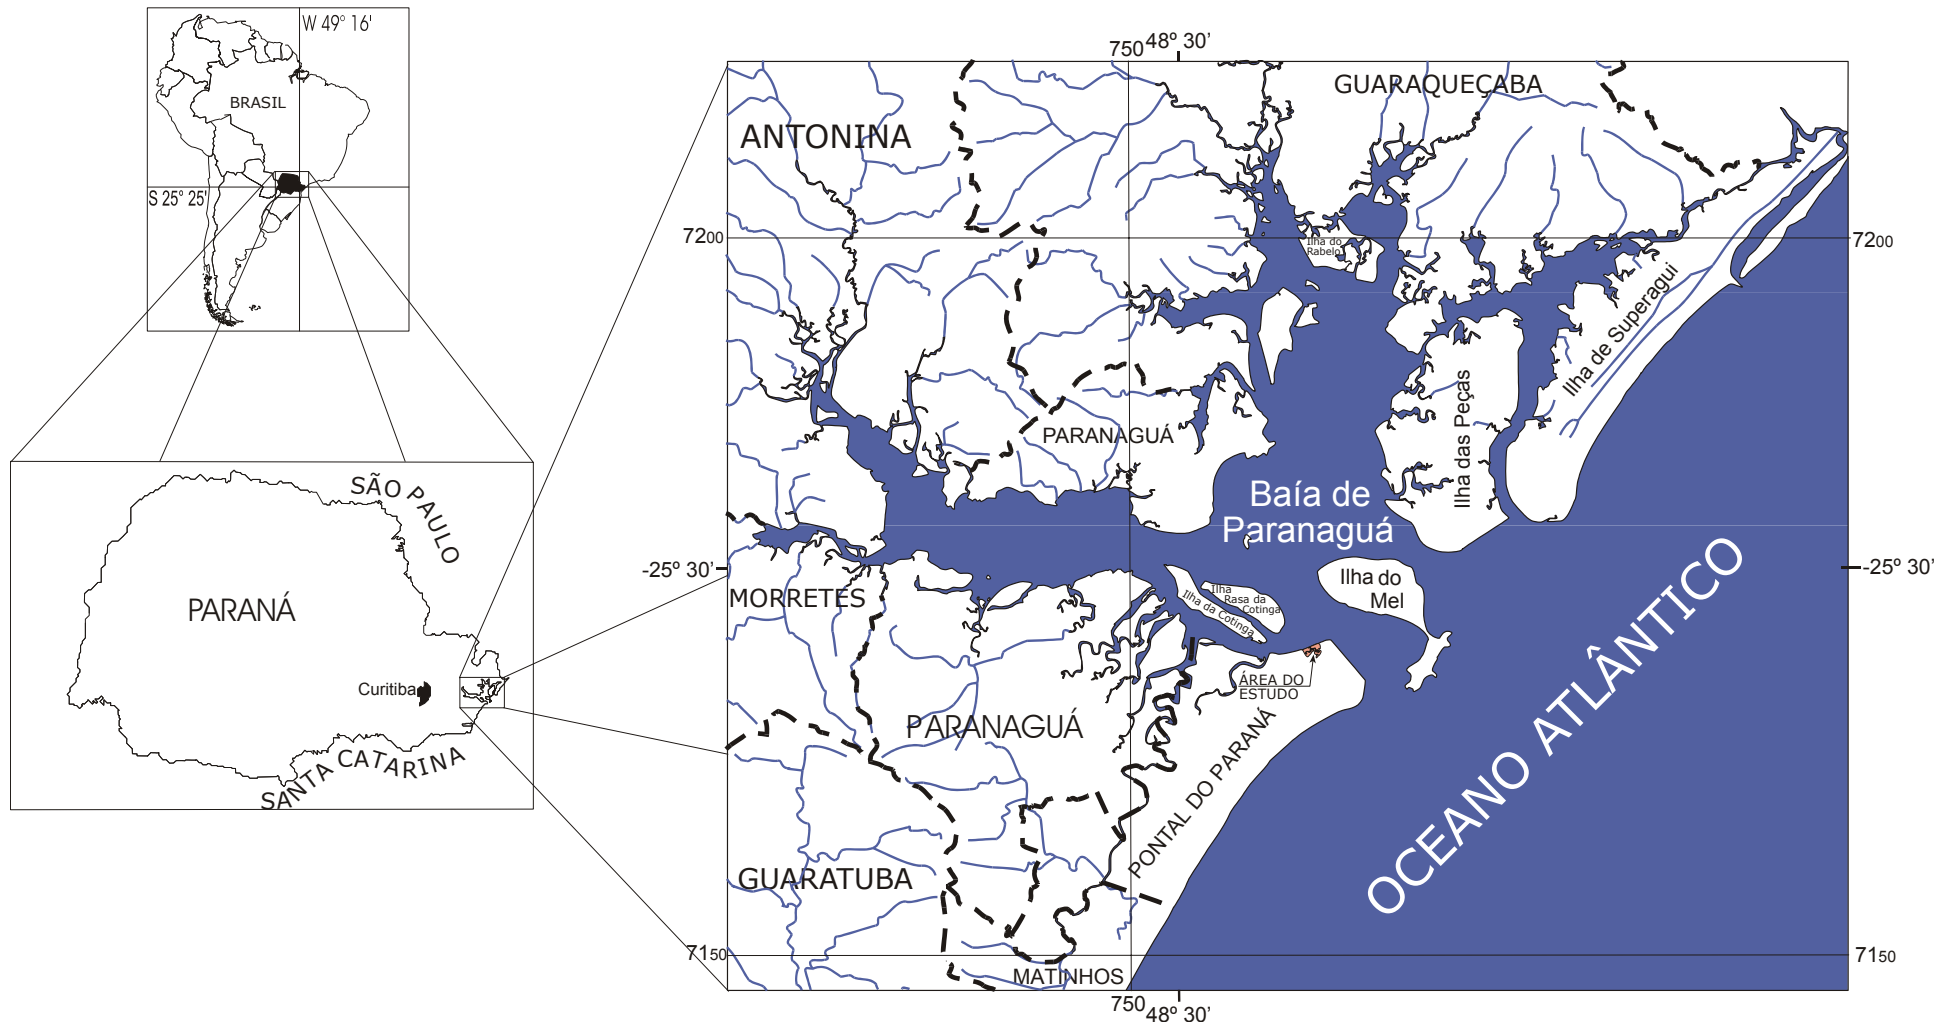 W 49° 16'
BRASIL
S 25° 25'
SÃO PAULO
PARANÁ
Curitiba
SANTA CATARINA
750
48° 30'
GUARAQUEÇABA
ANTONINA
7200
7200
Ilha do
Rabelo
Ilha de Superagui
Ilha das Peças
PARANAGUÁ
Baía de
Paranaguá
-25° 30'
-25° 30'
MORRETES
Ilha
Rasa da
Cotinga
Ilha da Cotinga
Ilha do
Mel
ÁREA DO
ESTUDO
PARANAGUÁ
PONTAL DO PARANÁ
OCEANO ATLÂNTICO
GUARATUBA
7150
7150
MATINHOS
750
48° 30'